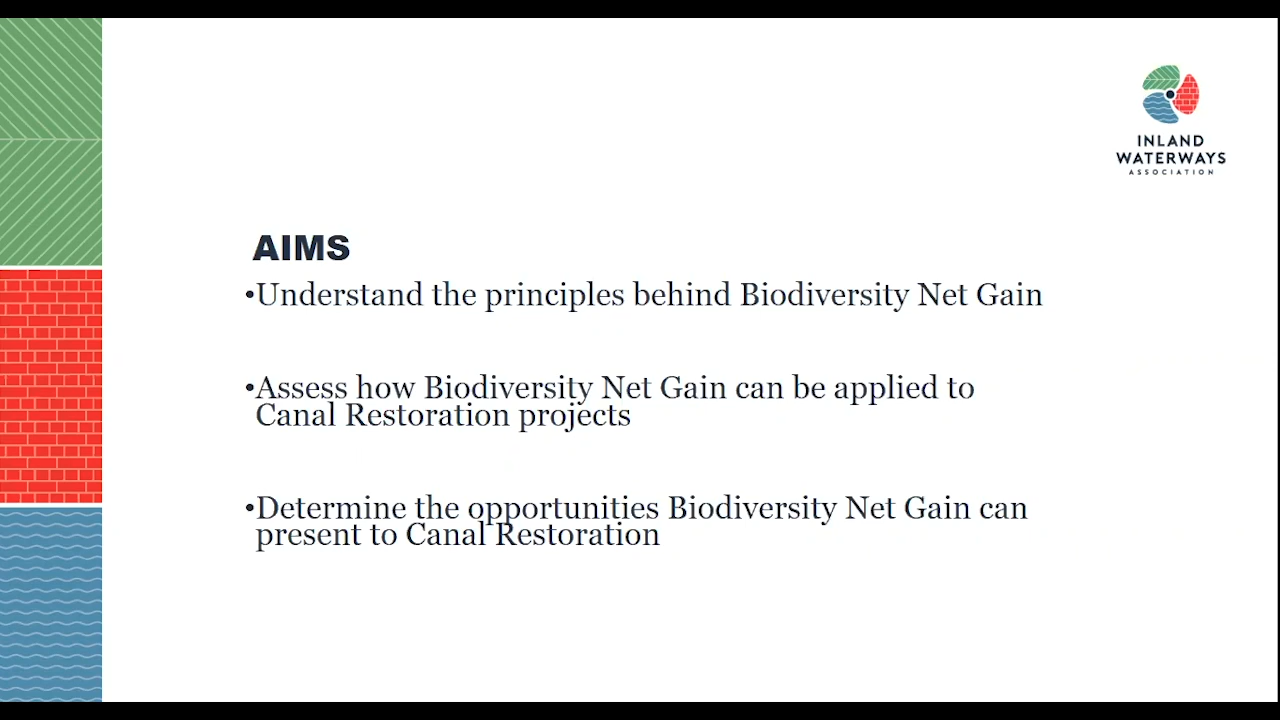 INLAND
WATERWAYS
ASSOCIATION
AIMS
•Understand the principles behind Biodiversity Net Gain
•Assess how Biodiversity Net Gain can be applied to
Canal Restoration projects
•Determine the opportunities Biodiversity Net Gain can
present to Canal Restoration